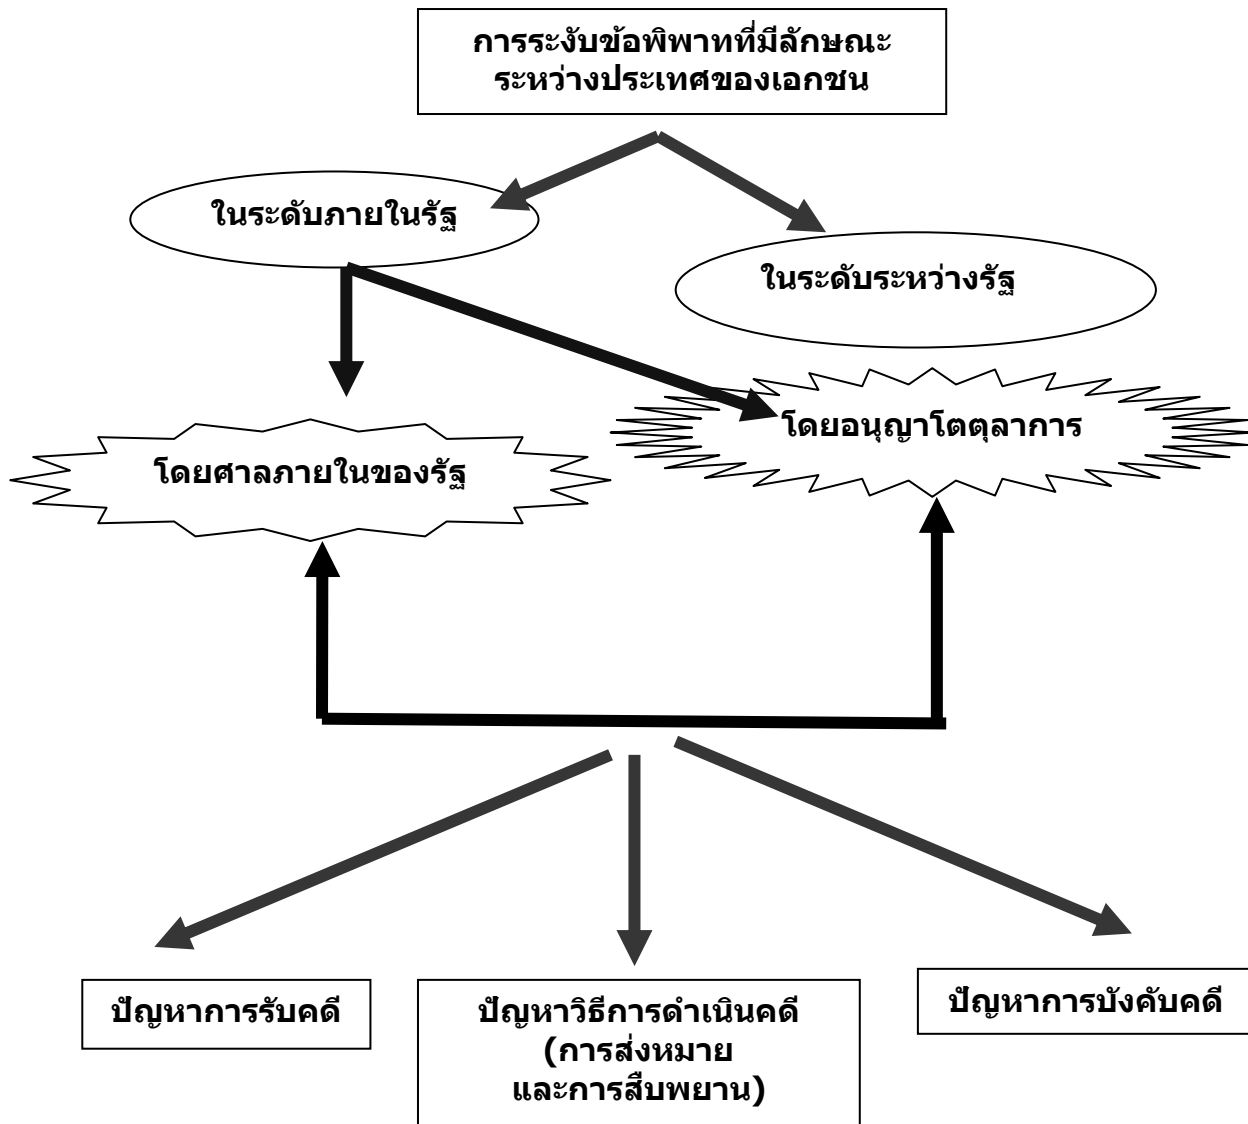 การระงับข้อพิพาทที่มีลักษณะ
ระหว่างประเทศของเอกชน
ในระดับภายในรัฐ
ในระดับระหว่างรัฐ
โดยอนุญาโตตุลาการ
โดยศาลภายในของรัฐ
ปัญหาการรับคดี
ปัญหาวิธีการดำเนินคดี
(การส่งหมาย
และการสืบพยาน)
ปัญหาการบังคับคดี